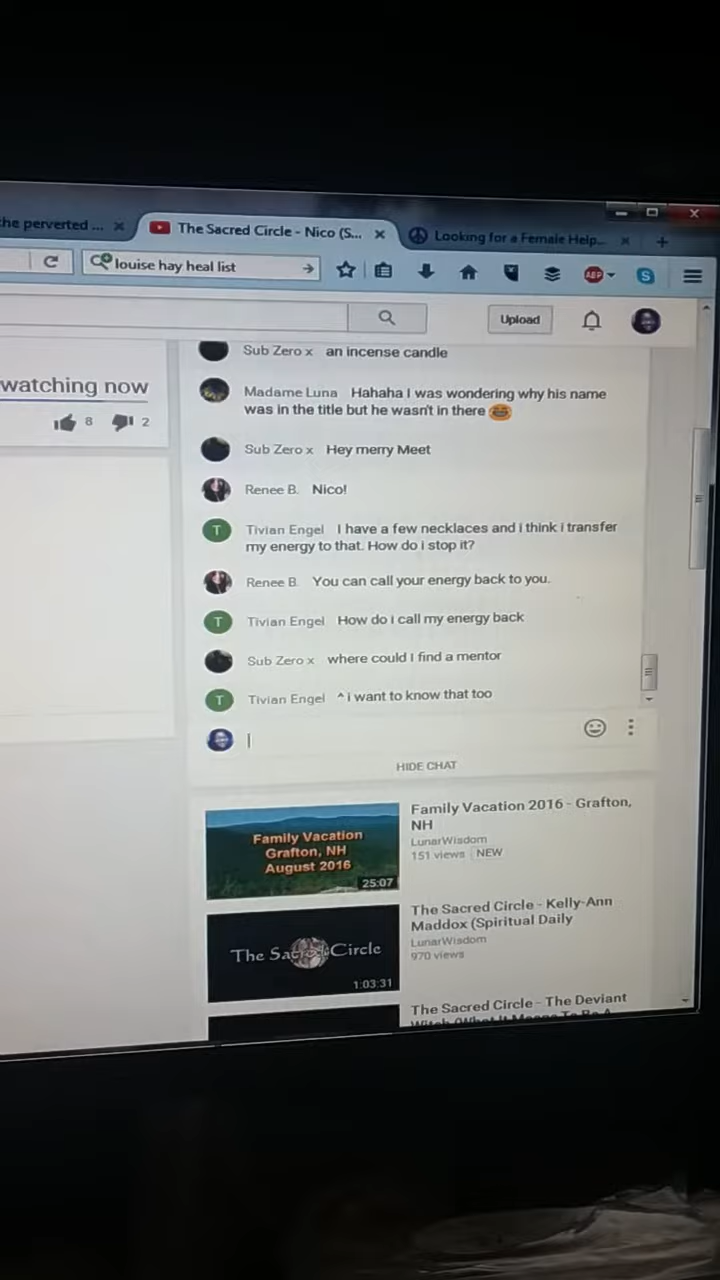 he perverted ...
The Sacred Circle - Nico (S...
Looking for a Female Help...
louise hay heal list
ABP
S
Upload
Sub Zero x an incense candle
watching now
8 2
Madame Luna Hahaha I was wondering why his name
was in the title but he wasn't in there
Sub Zero x Hey merry Meet
Renee B. Nico!
T Tivian Engel I have a few necklaces and i think i transfer
my energy to that. How do i stop it?
Renee B. You can call your energy back to you.
T Tivian Engel How do i call my energy back
Sub Zero x where could I find a mentor
T Tivian Engel ^ i want to know that too
HIDE CHAT
Family Vacation
Grafton, NH
August 2016
25:07
Family Vacation 2016 - Grafton,
NH
LunarWisdom
151 views NEW
The Sacred Circle
1:03:31
The Sacred Circle - Kelly-Ann
Maddox (Spiritual Daily
LunarWisdom
970 views
The Sacred Circle - The Deviant
Witch (What It Means To Be A